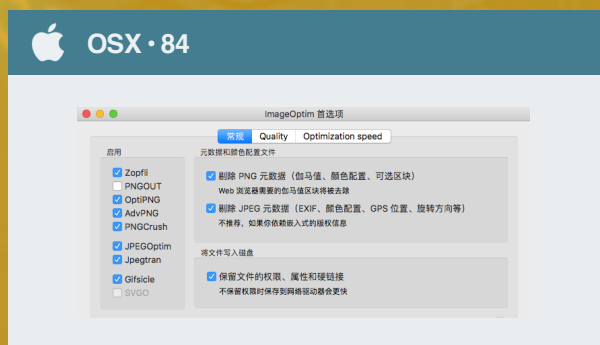 OSX·84
ImageOptim 首选项
常规 Quality Optimization speed
启用
Zopfli
PNGOUT
OptiPNG
AdvPNG
PNGCrush
JPEGOptim
Jpegtran
Gifsicle
SVGO
元数据和颜色配置文件
剔除 PNG 元数据（伽马值、颜色配置、可选区块）
Web 浏览器需要的伽马值区块将被去除
剔除 JPEG 元数据（EXIF、颜色配置、GPS 位置、旋转方向等）
不推荐，如果你依赖嵌入式的版权信息
将文件写入磁盘
保留文件的权限、属性和硬链接
不保留权限时保存到网络驱动器会更快